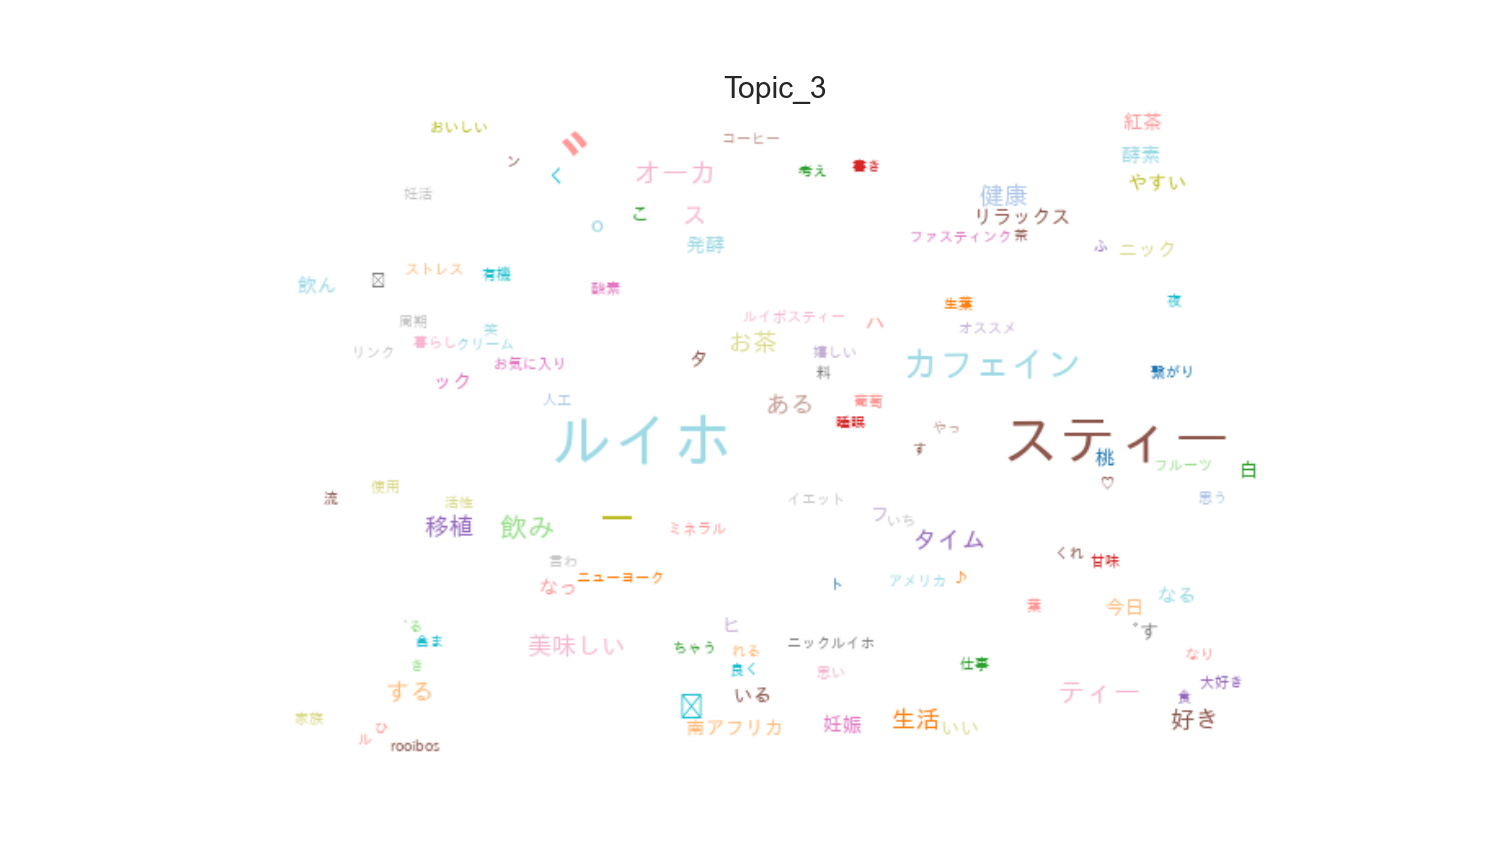 Topic_3
紅茶
おいしい
コーヒー
ン
酵素
く
オーカ
考え
書き
やすい
妊活
健康
こ
ス
リラックス
発酵
ファスティング
茶
ふ
ニック
ストレス
有機
飲ん
酸素
生葉
夜
周期
笑
ルイボスティー
ハ
オススメ
暮らし
クリーム
お茶
リンク
嬉しい
お気に入り
タ
カフェイン
料
繋がり
ック
人工
ある
葡萄
睡眠
やっ
ルイホ
スティー
す
桃
フルーツ
白
♡
流
使用
活性
イエット
思う
移植
飲み
ー
ミネラル
フ
いち
タイム
言わ
くれ
甘味
ニューヨーク
なっ
ト
アメリカ
♪
葉
今日
なる
゛る
含ま
ヒ
゜す
美味しい
ちゃう
れる
ニックルイホ
き
良く
思い
仕事
なり
する
いる
ティー
食
大好き
家族
ひ
ル
南アフリカ
妊娠
生活
いい
好き
rooibos